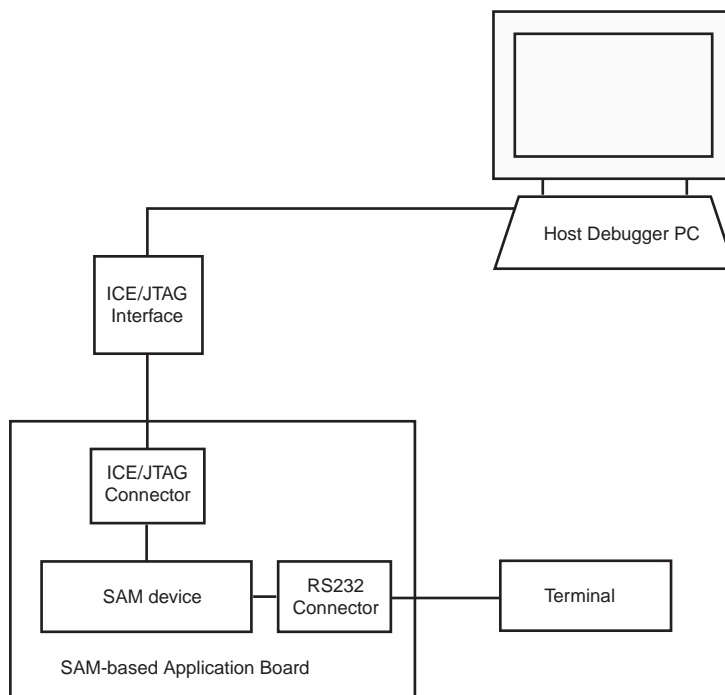 Host Debugger PC
ICE/JTAG
Interface
ICE/JTAG
Connector
SAM device
RS232
Connector
Terminal
SAM-based Application Board